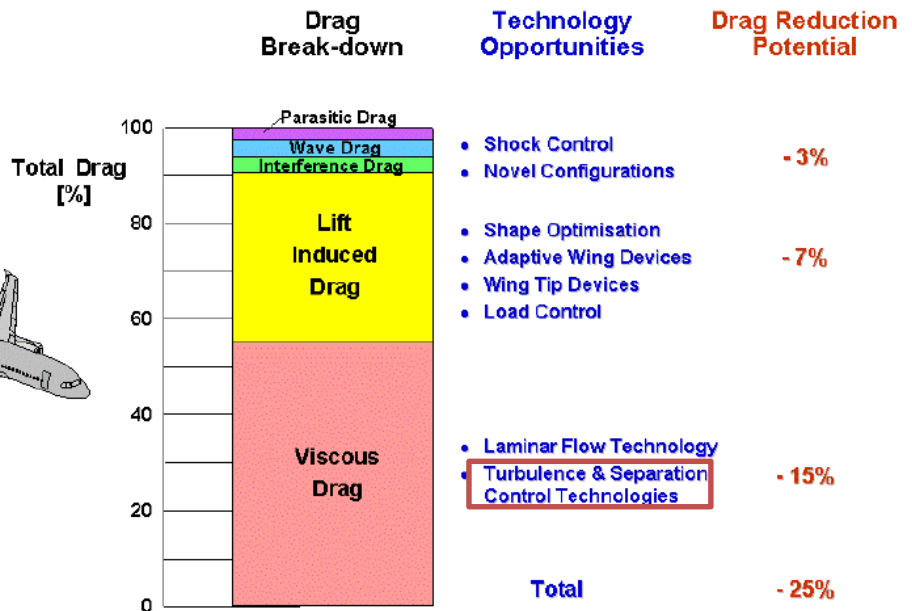 Drag
Break-down
Technology
Opportunities
Drag Reduction
Potential
Total Drag
[%]
100
80
60
40
20
0
Parasitic Drag
Wave Drag
Interference Drag
Lift
Induced
Drag
Viscous
Drag
• Shock Control
• Novel Configurations
- 3%
• Shape Optimisation
• Adaptive Wing Devices
• Wing Tip Devices
• Load Control
- 7%
• Laminar Flow Technology
• Turbulence & Separation
Control Technologies
- 15%
Total
- 25%